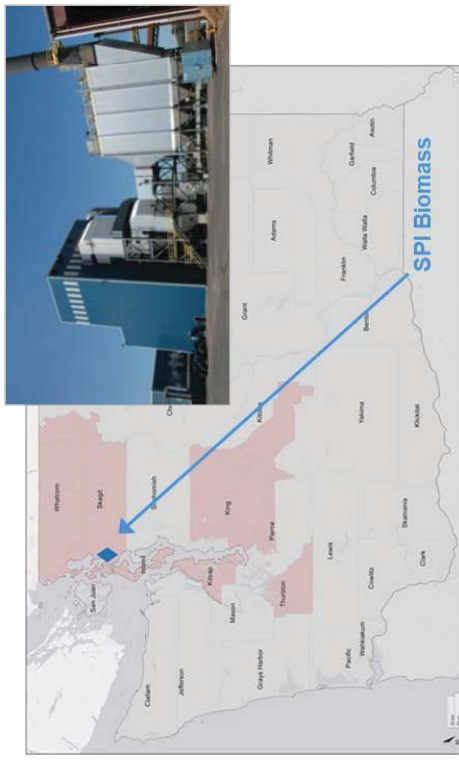 Whatcom
Skagit
San Juan
Island
Snohomish
Clallam
Jefferson
Kitsap
King
Mason
Grays Harbor
Thurston
Pierce
Kittitas
Grant
Adams
Whitman
Lewis
Pacific
Wahkiakum
Cowlitz
Yakima
Benton
Franklin
Walla Walla
Columbia
Garfield
Asotin
Skamania
Klickitat
Clark
SPI Biomass